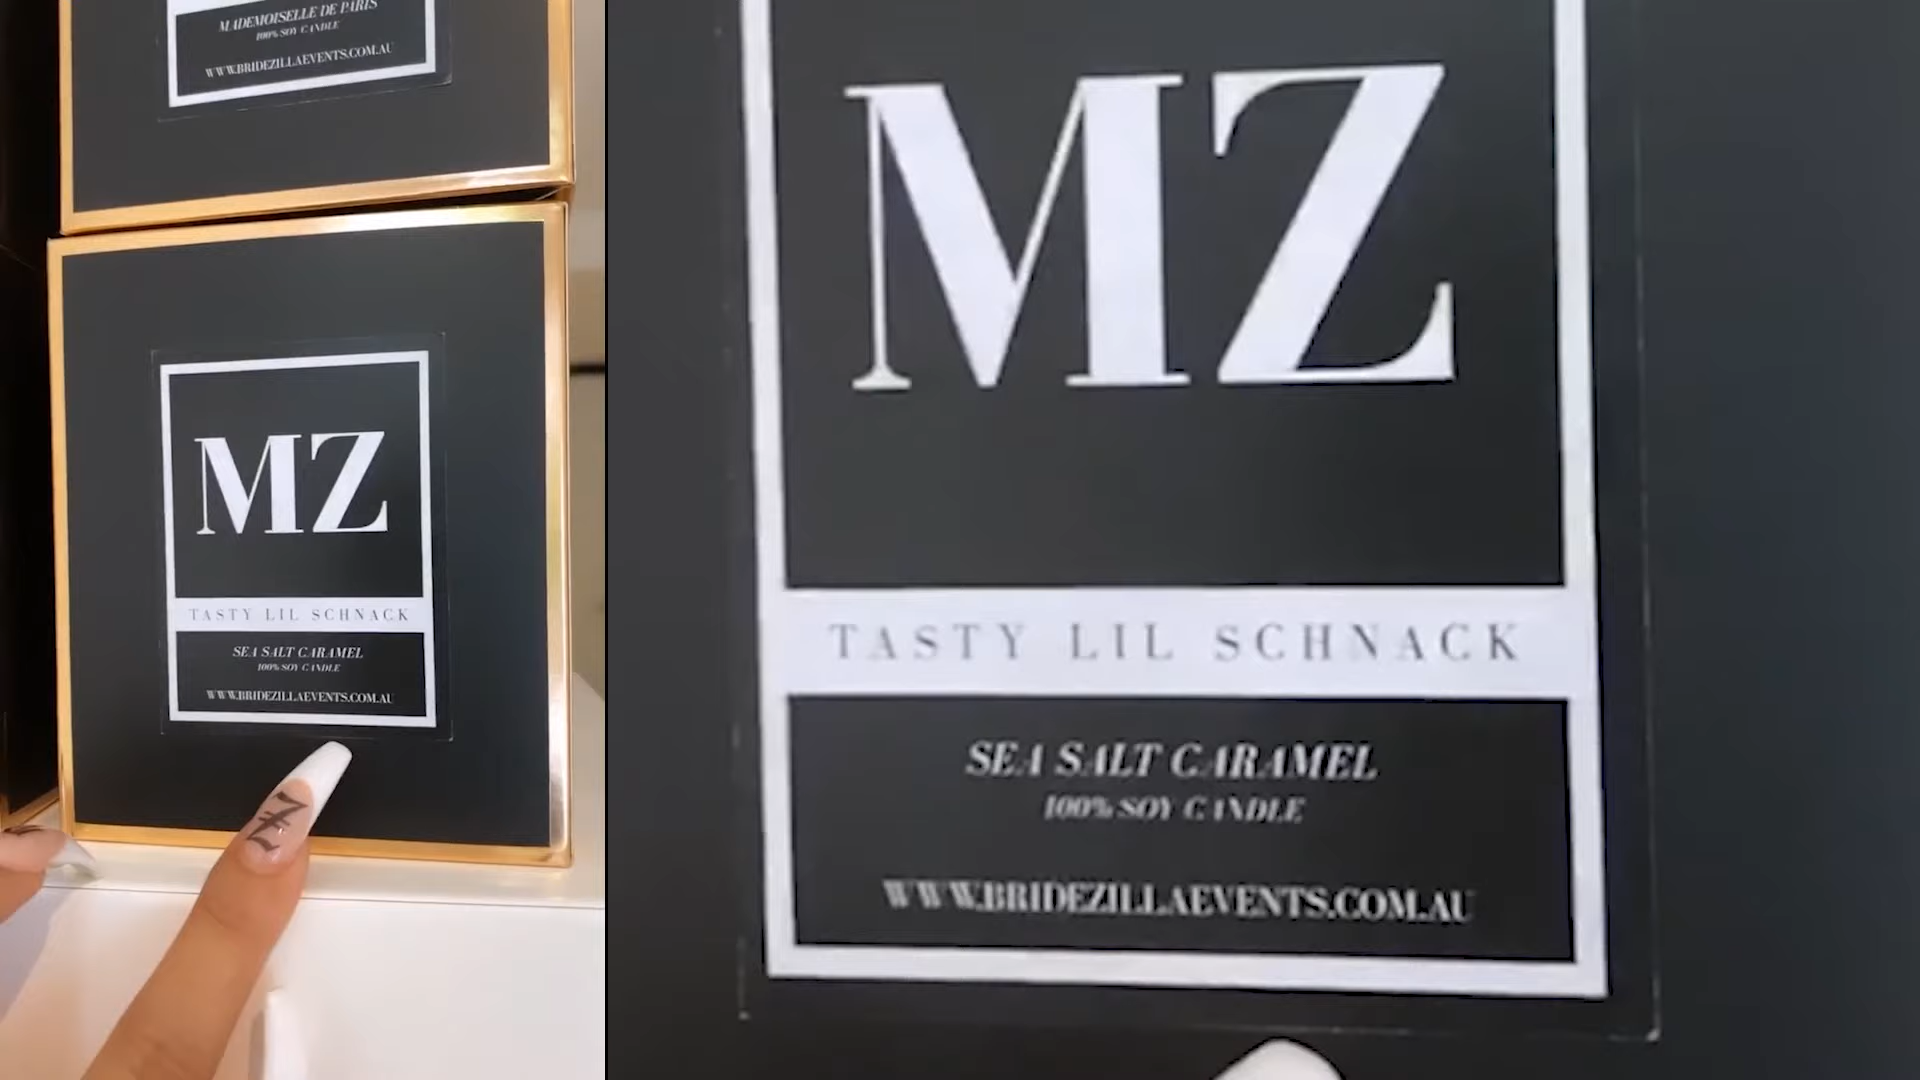 MADEMOISELLE DE PARIS
100% SOY CANDLE
WWW.BRIDEZILLAEVENTS.COM.AU
MZ
TASTY LIL SCHNACK
SEA SALT CARAMEL
100% SOY CANDLE
WWW.BRIDEZILLAEVENTS.COM.AU
Z
MZ
TASTY LIL SCHNACK
SEA SALT CARAMEL
100% SOY CANDLE
WWW.BRIDEZILLAEVENTS.COM.AU